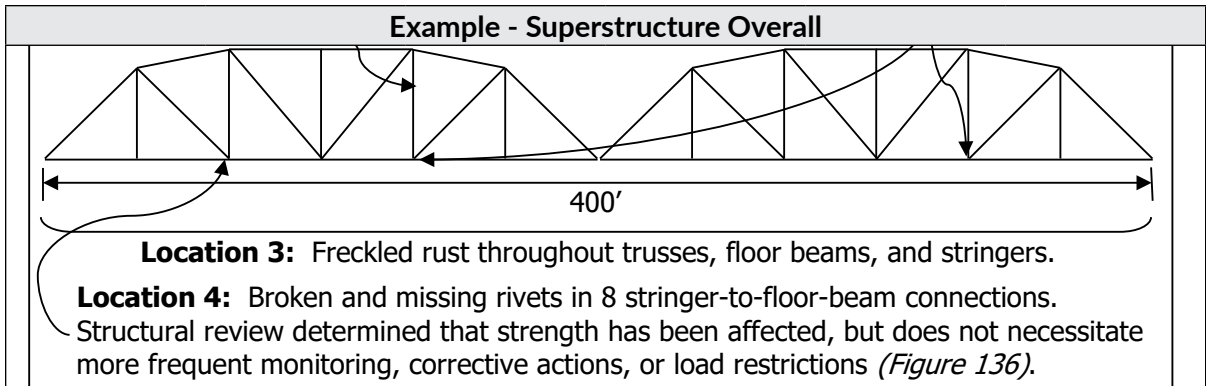 Example - Superstructure Overall
400′
Location 3: Freckled rust throughout trusses, floor beams, and stringers.
Location 4: Broken and missing rivets in 8 stringer-to-floor-beam connections.
Structural review determined that strength has been affected, but does not necessitate
more frequent monitoring, corrective actions, or load restrictions (Figure 136).